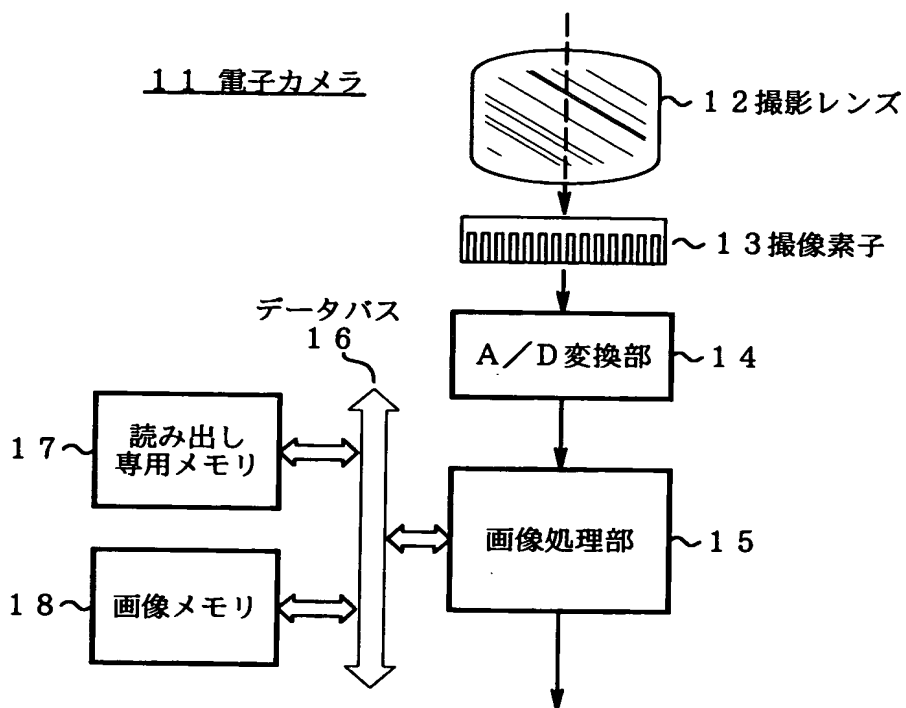 １１ 電子カメラ
１２撮影レンズ
１３撮像素子
データバス
１６
Ａ／Ｄ変換部
１４
１７
読み出し
専用メモリ
画像処理部
１５
１８
画像メモリ